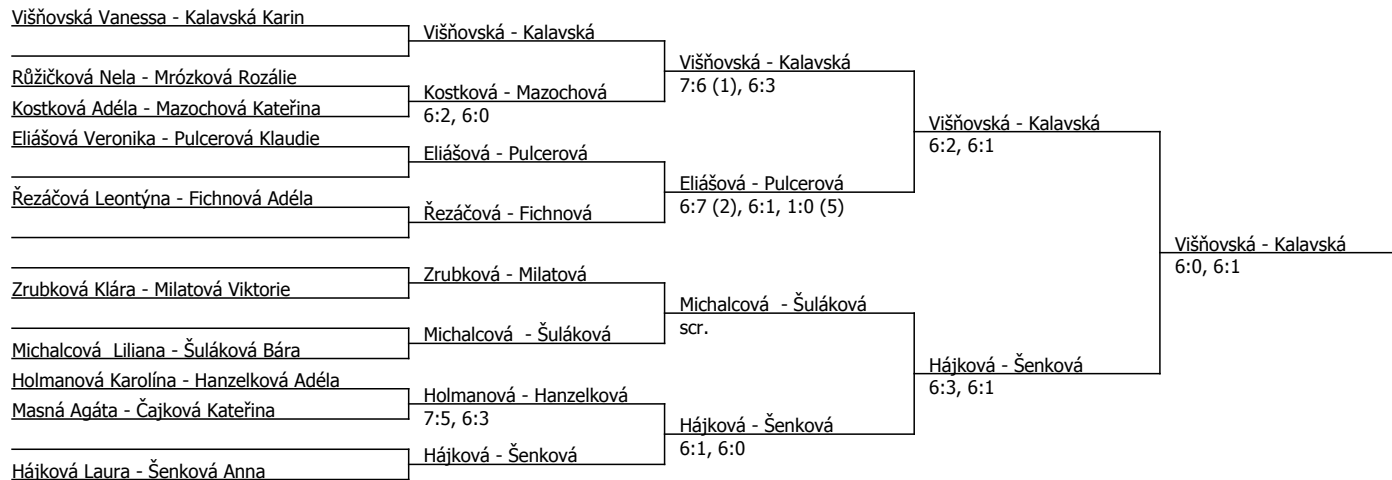 Višňovská Vanessa - Kalavská Karin
Růžičková Nela - Mrózková Rozálie
Kostková Adéla - Mazochová Kateřina
Eliášová Veronika - Pulcerová Klaudie
Řezáčová Leontýna - Fichnová Adéla
Zrubková Klára - Milatová Viktorie
Michalcová  Liliana - Šuláková Bára
Holmanová Karolína - Hanzelková Adéla
Masná Agáta - Čajková Kateřina
Hájková Laura - Šenková Anna
Višňovská - Kalavská
Kostková - Mazochová
6:2, 6:0
Eliášová - Pulcerová
Řezáčová - Fichnová
Zrubková - Milatová
Michalcová  - Šuláková
Holmanová - Hanzelková
7:5, 6:3
Hájková - Šenková
Višňovská - Kalavská
7:6 (1), 6:3
Eliášová - Pulcerová
6:7 (2), 6:1, 1:0 (5)
Michalcová  - Šuláková
scr.
Hájková - Šenková
6:1, 6:0
Višňovská - Kalavská
6:2, 6:1
Hájková - Šenková
6:3, 6:1
Višňovská - Kalavská
6:0, 6:1